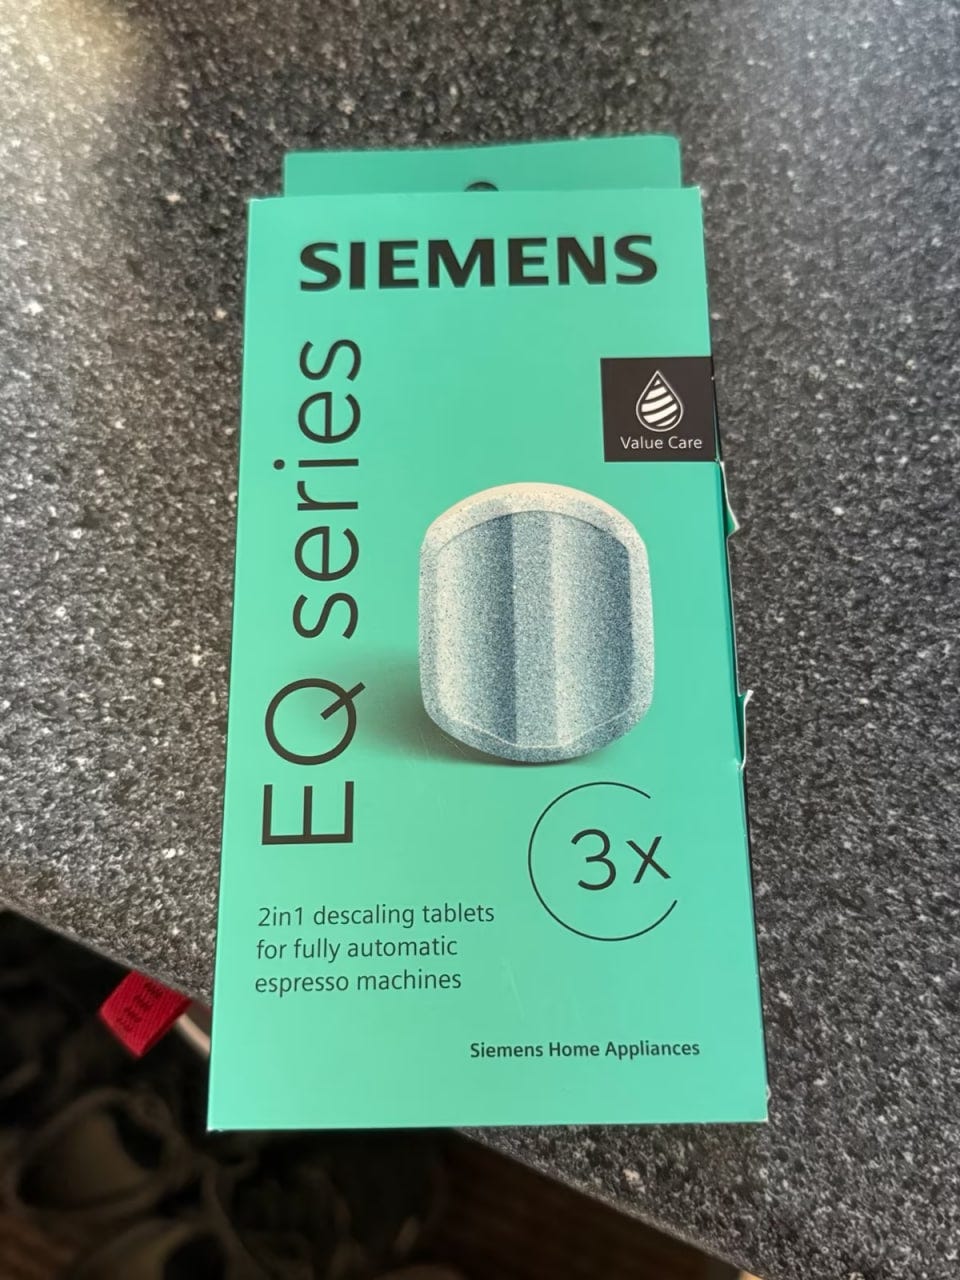 SIEMENS
EQ series
Value Care
3x
2in1 descaling tablets
for fully automatic
espresso machines
Siemens Home Appliances